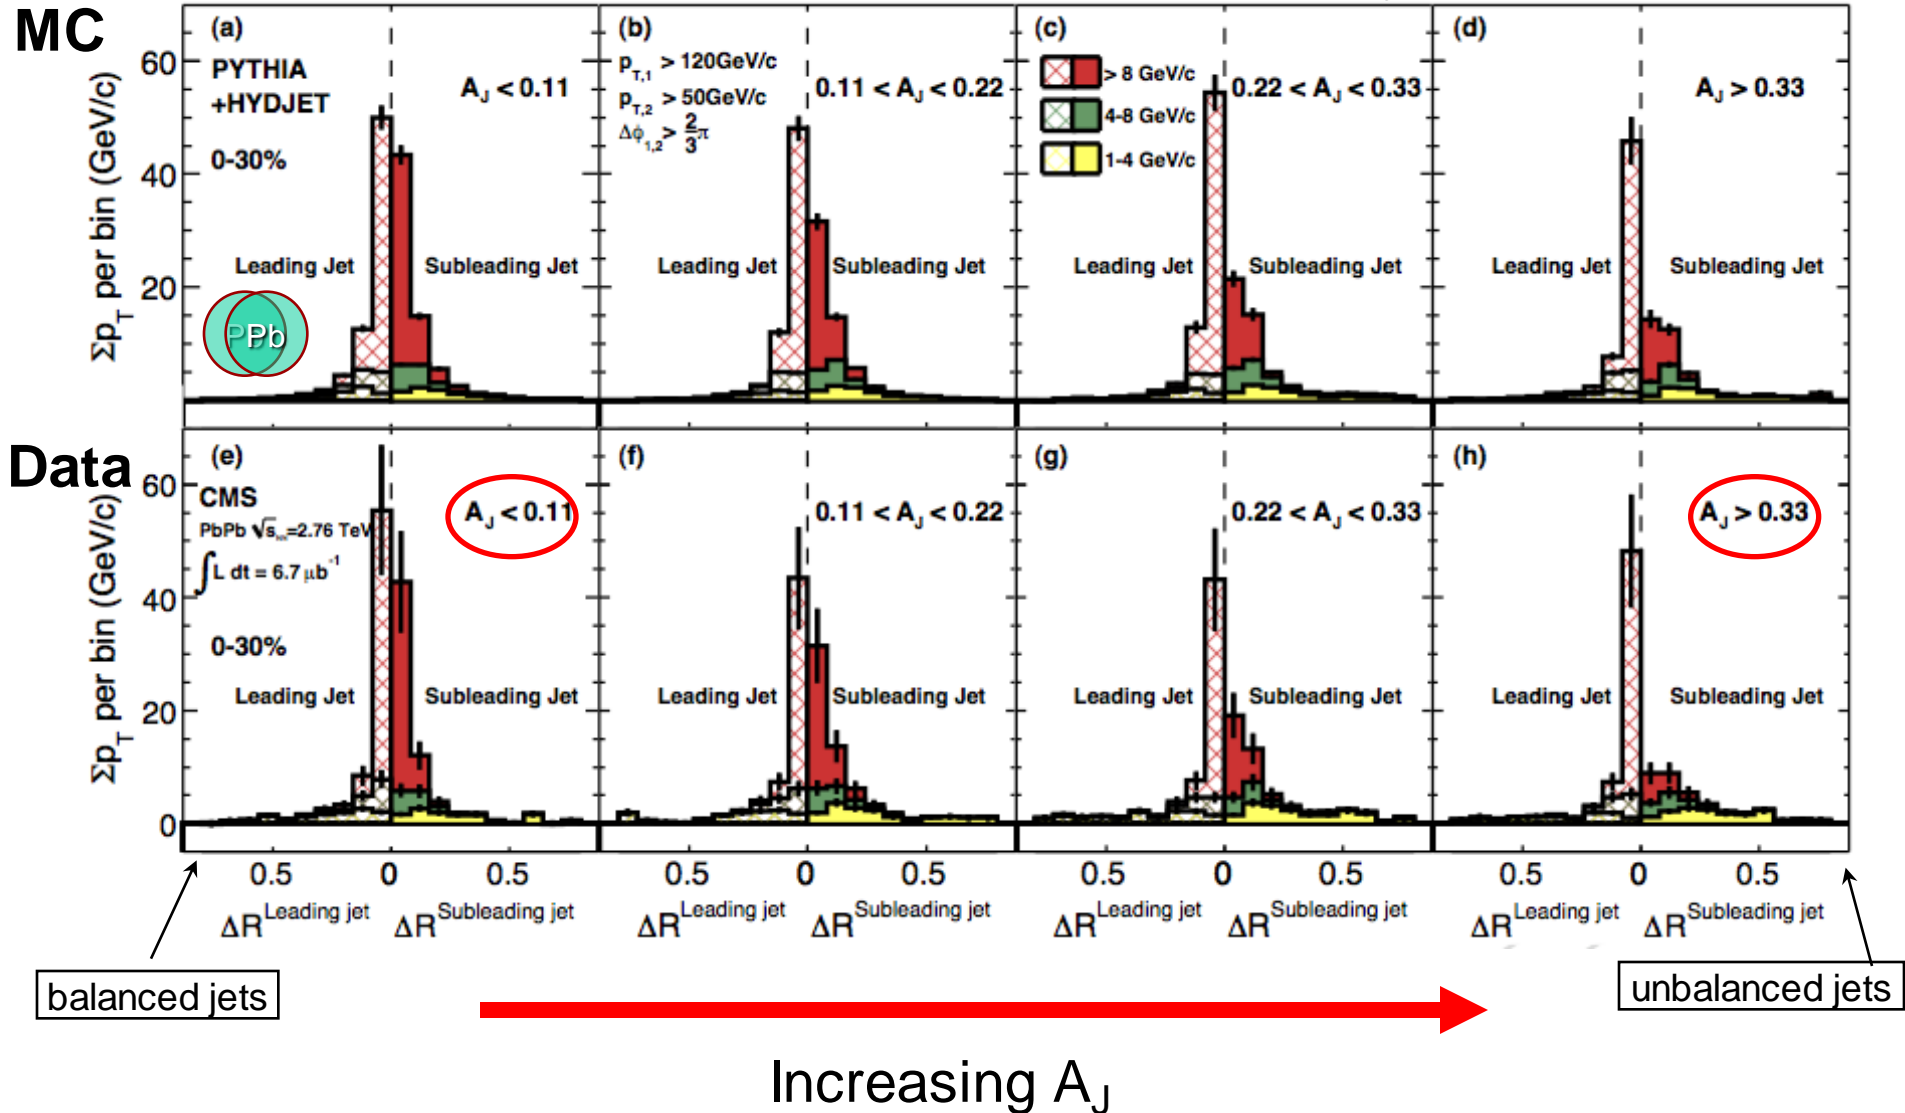 MC
(a)
PYTHIA
+HYDJET
0-30%
A_J < 0.11
Leading Jet
Subleading Jet
PPb
(b)
p_T,1 > 120GeV/c
p_T,2 > 50GeV/c
Δϕ_1,2 > 2/3 π
0.11 < A_J < 0.22
Leading Jet
Subleading Jet
(c)
> 8 GeV/c
4-8 GeV/c
1-4 GeV/c
0.22 < A_J < 0.33
Leading Jet
Subleading Jet
(d)
A_J > 0.33
Leading Jet
Subleading Jet
60
40
20
Σp_T per bin (GeV/c)
Data
(e)
CMS
PbPb √s_NN=2.76 TeV
∫L dt = 6.7 μb^-1
0-30%
A_J < 0.11
Leading Jet
Subleading Jet
(f)
0.11 < A_J < 0.22
Leading Jet
Subleading Jet
(g)
0.22 < A_J < 0.33
Leading Jet
Subleading Jet
(h)
A_J > 0.33
Leading Jet
Subleading Jet
60
40
20
0
Σp_T per bin (GeV/c)
0.5 0 0.5
0.5 0 0.5
0.5 0 0.5
0.5 0 0.5
ΔR^Leading jet ΔR^Subleading jet
ΔR^Leading jet ΔR^Subleading jet
ΔR^Leading jet ΔR^Subleading jet
ΔR^Leading jet ΔR^Subleading jet
balanced jets
unbalanced jets
Increasing A_J